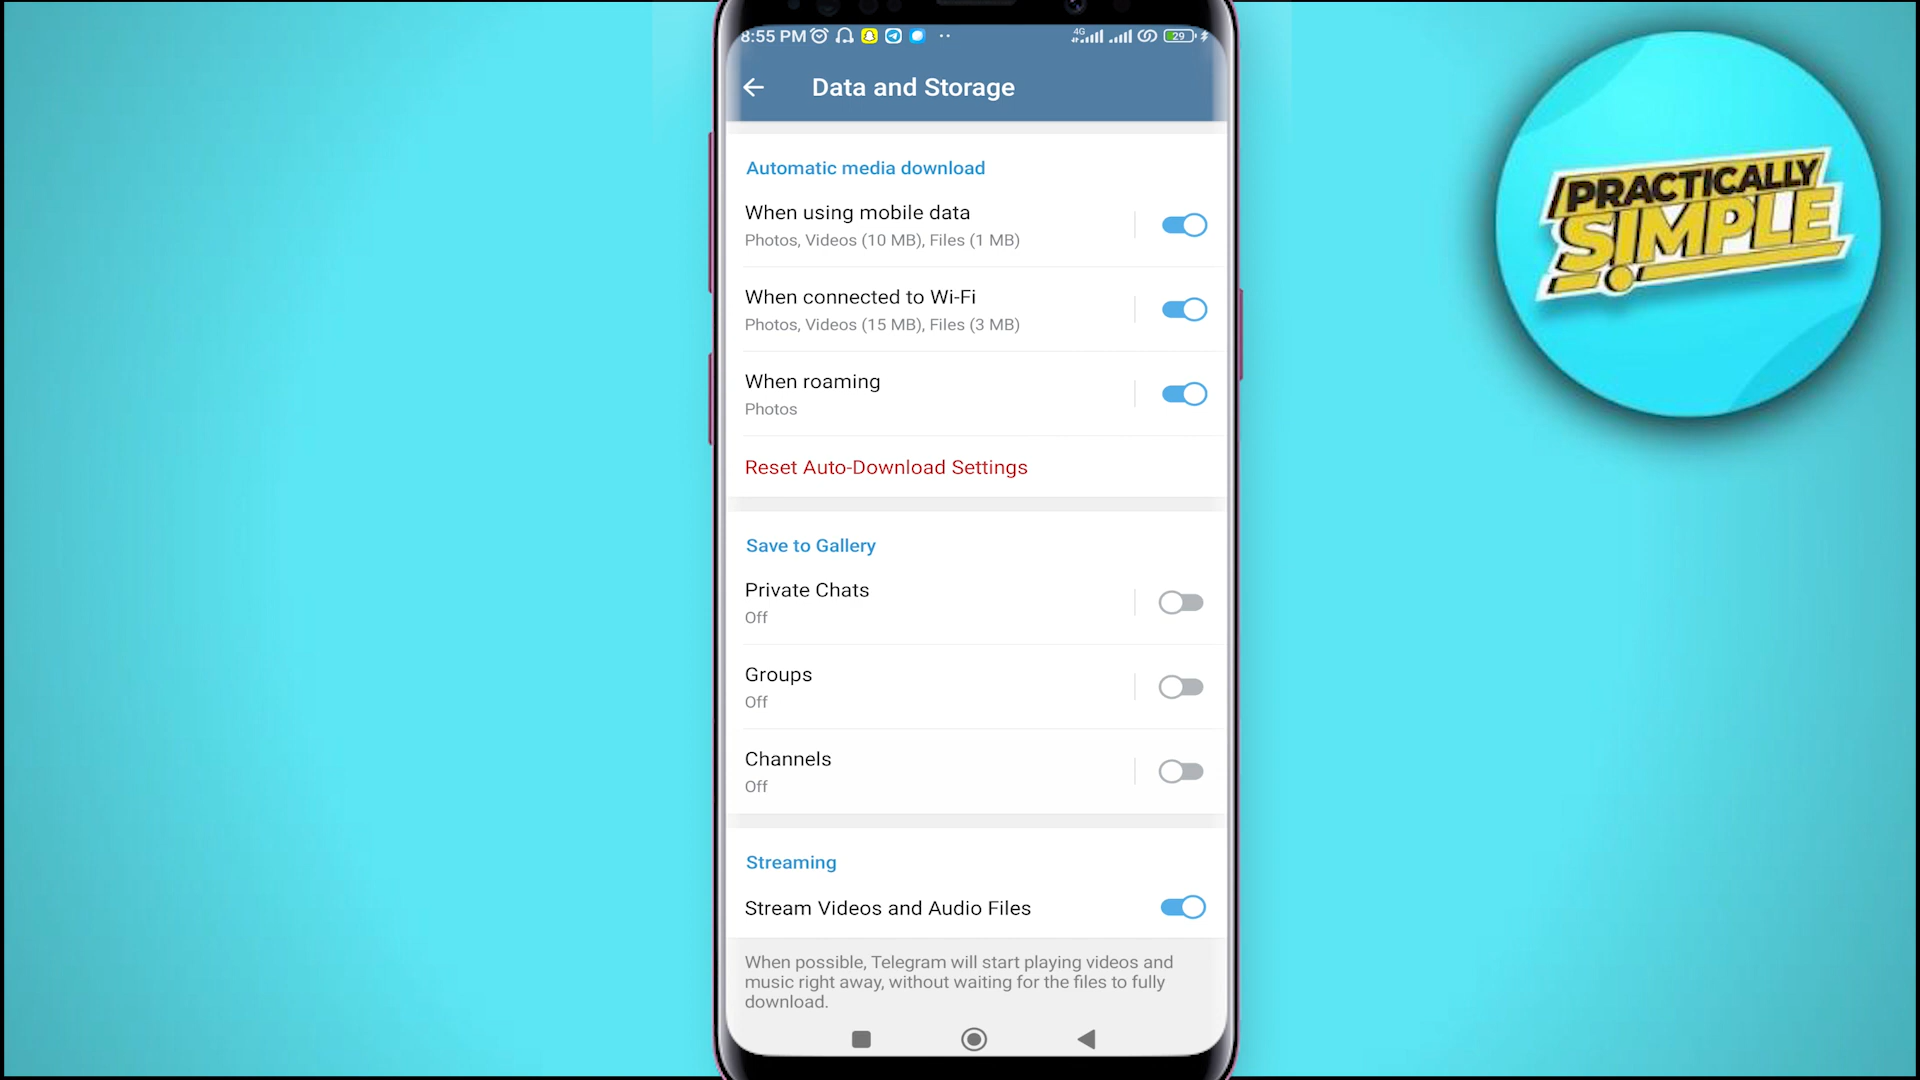 8:55 PM 4G 29
Data and Storage
PRACTICALLY
SIMPLE
Automatic media download
When using mobile data
Photos, Videos (10 MB), Files (1 MB)
When connected to Wi-Fi
Photos, Videos (15 MB), Files (3 MB)
When roaming
Photos
Reset Auto-Download Settings
Save to Gallery
Private Chats
Off
Groups
Off
Channels
Off
Streaming
Stream Videos and Audio Files
When possible, Telegram will start playing videos and
music right away, without waiting for the files to fully
download.